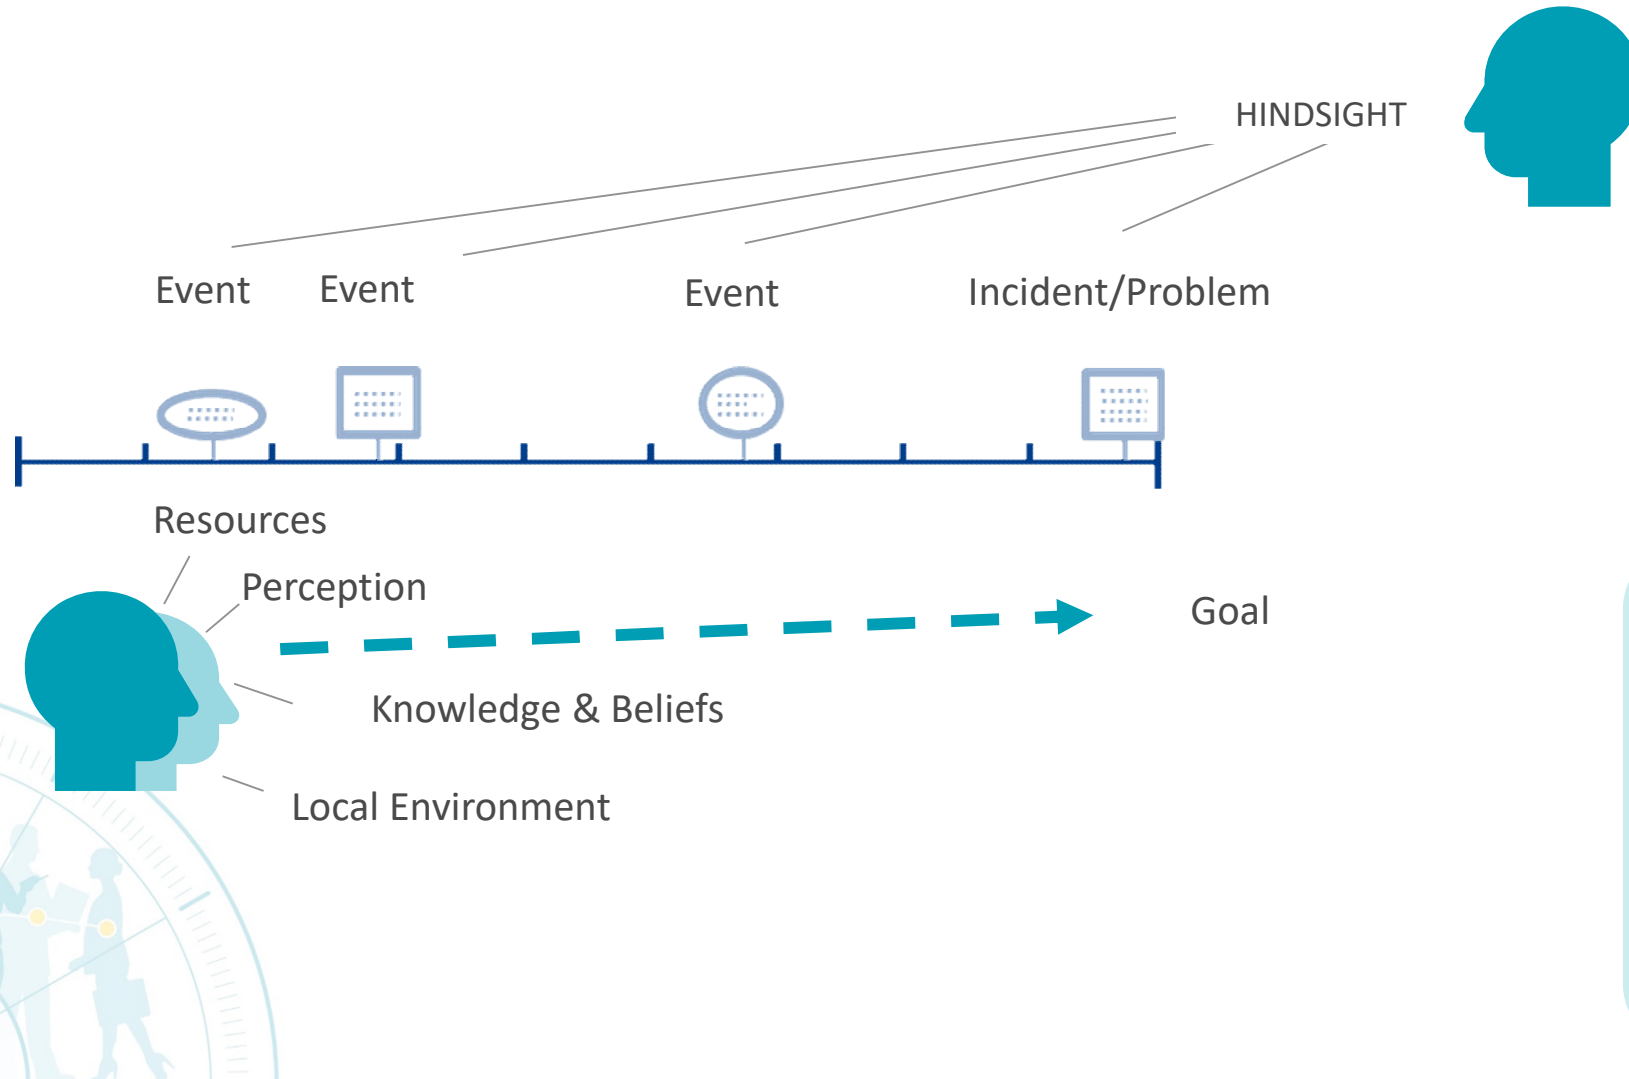 HINDSIGHT
Event
Event
Event
Incident/Problem
Resources
Perception
Goal
Knowledge & Beliefs
Local Environment